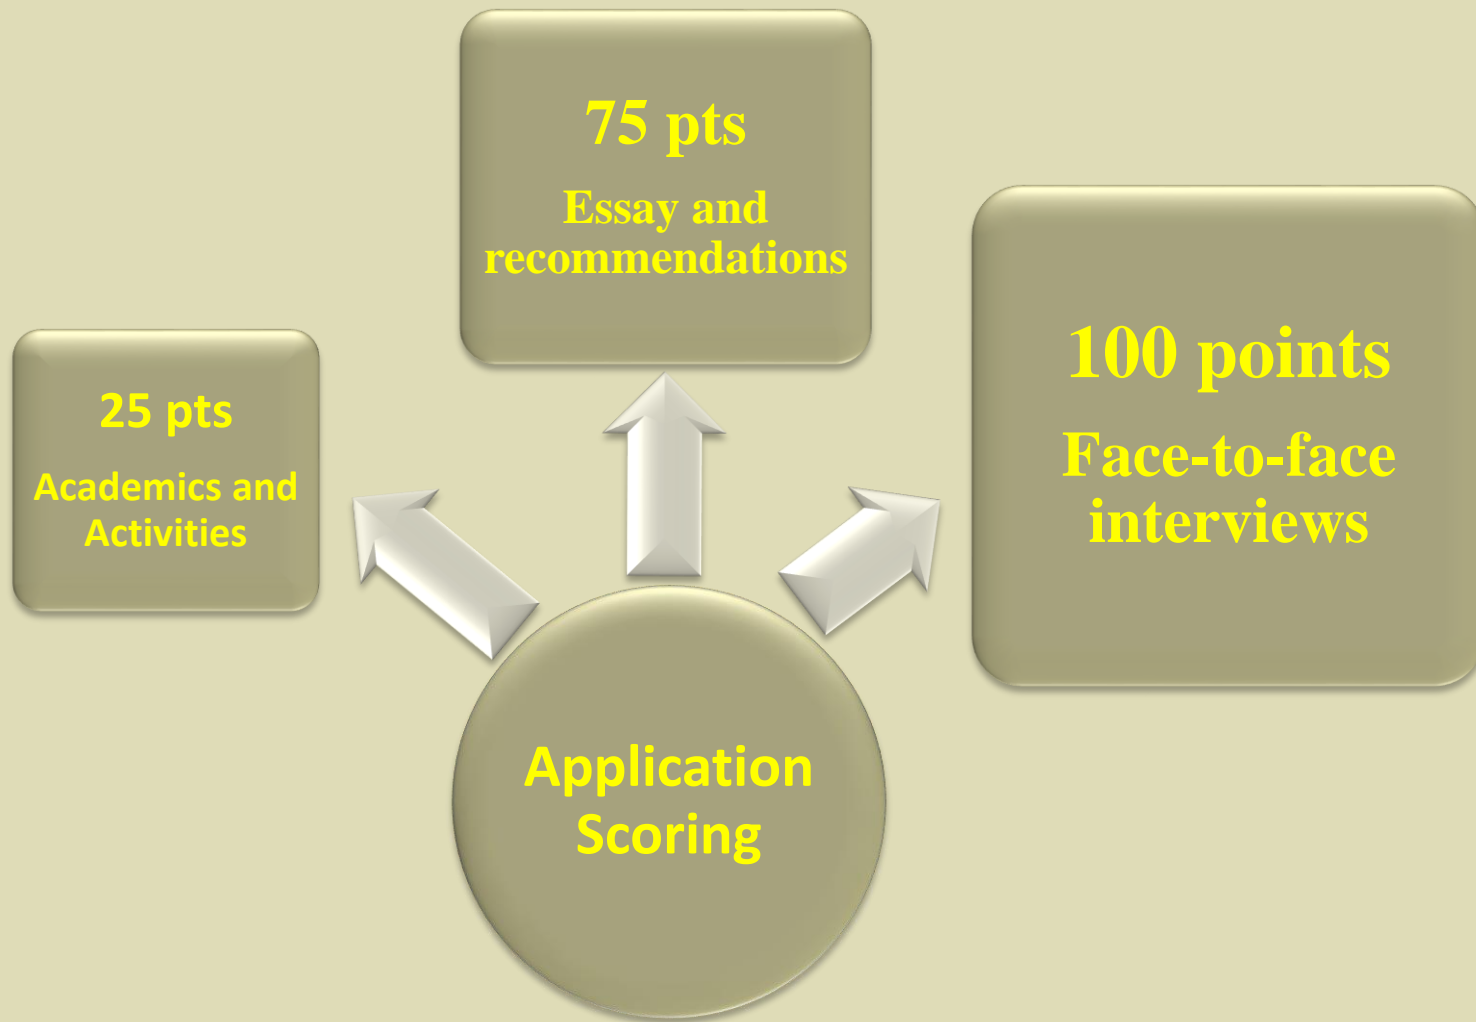 75 pts
Essay and
recommendations
100 points
Face-to-face
interviews
25 pts
Academics and
Activities
Application
Scoring